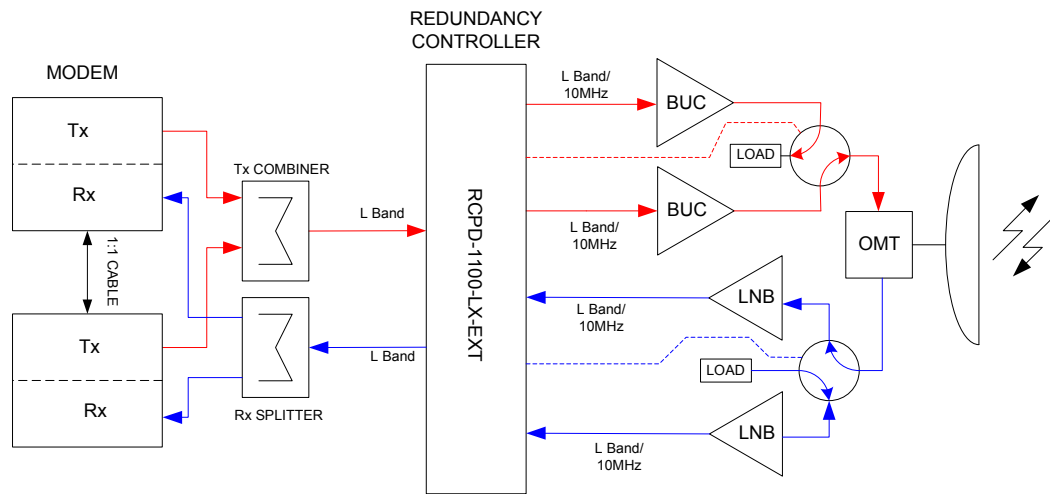 REDUNDANCY
CONTROLLER
MODEM
Tx
Rx
1:1 CABLE
Tx
Rx
Tx COMBINER
L Band
L Band
Rx SPLITTER
RCPD-1100-LX-EXT
L Band/
10MHz
BUC
LOAD
L Band/
10MHz
BUC
OMT
L Band/
10MHz
LNB
LOAD
L Band/
10MHz
LNB